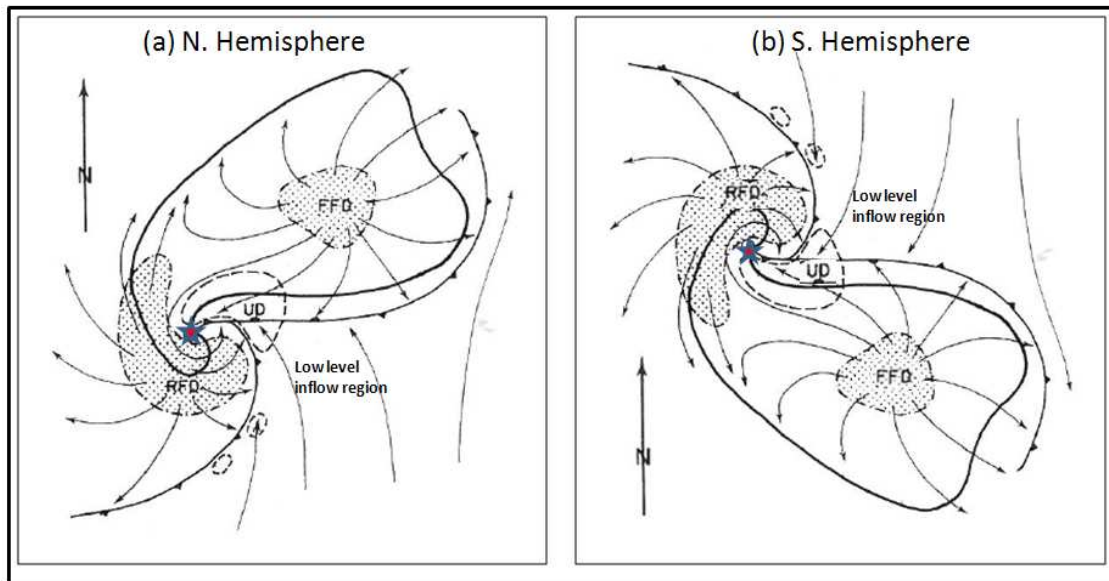 (a) N. Hemisphere
N
FFD
UD
RFD
Low level
inflow region
(b) S. Hemisphere
RFD
Low level
inflow region
UD
FFD
N